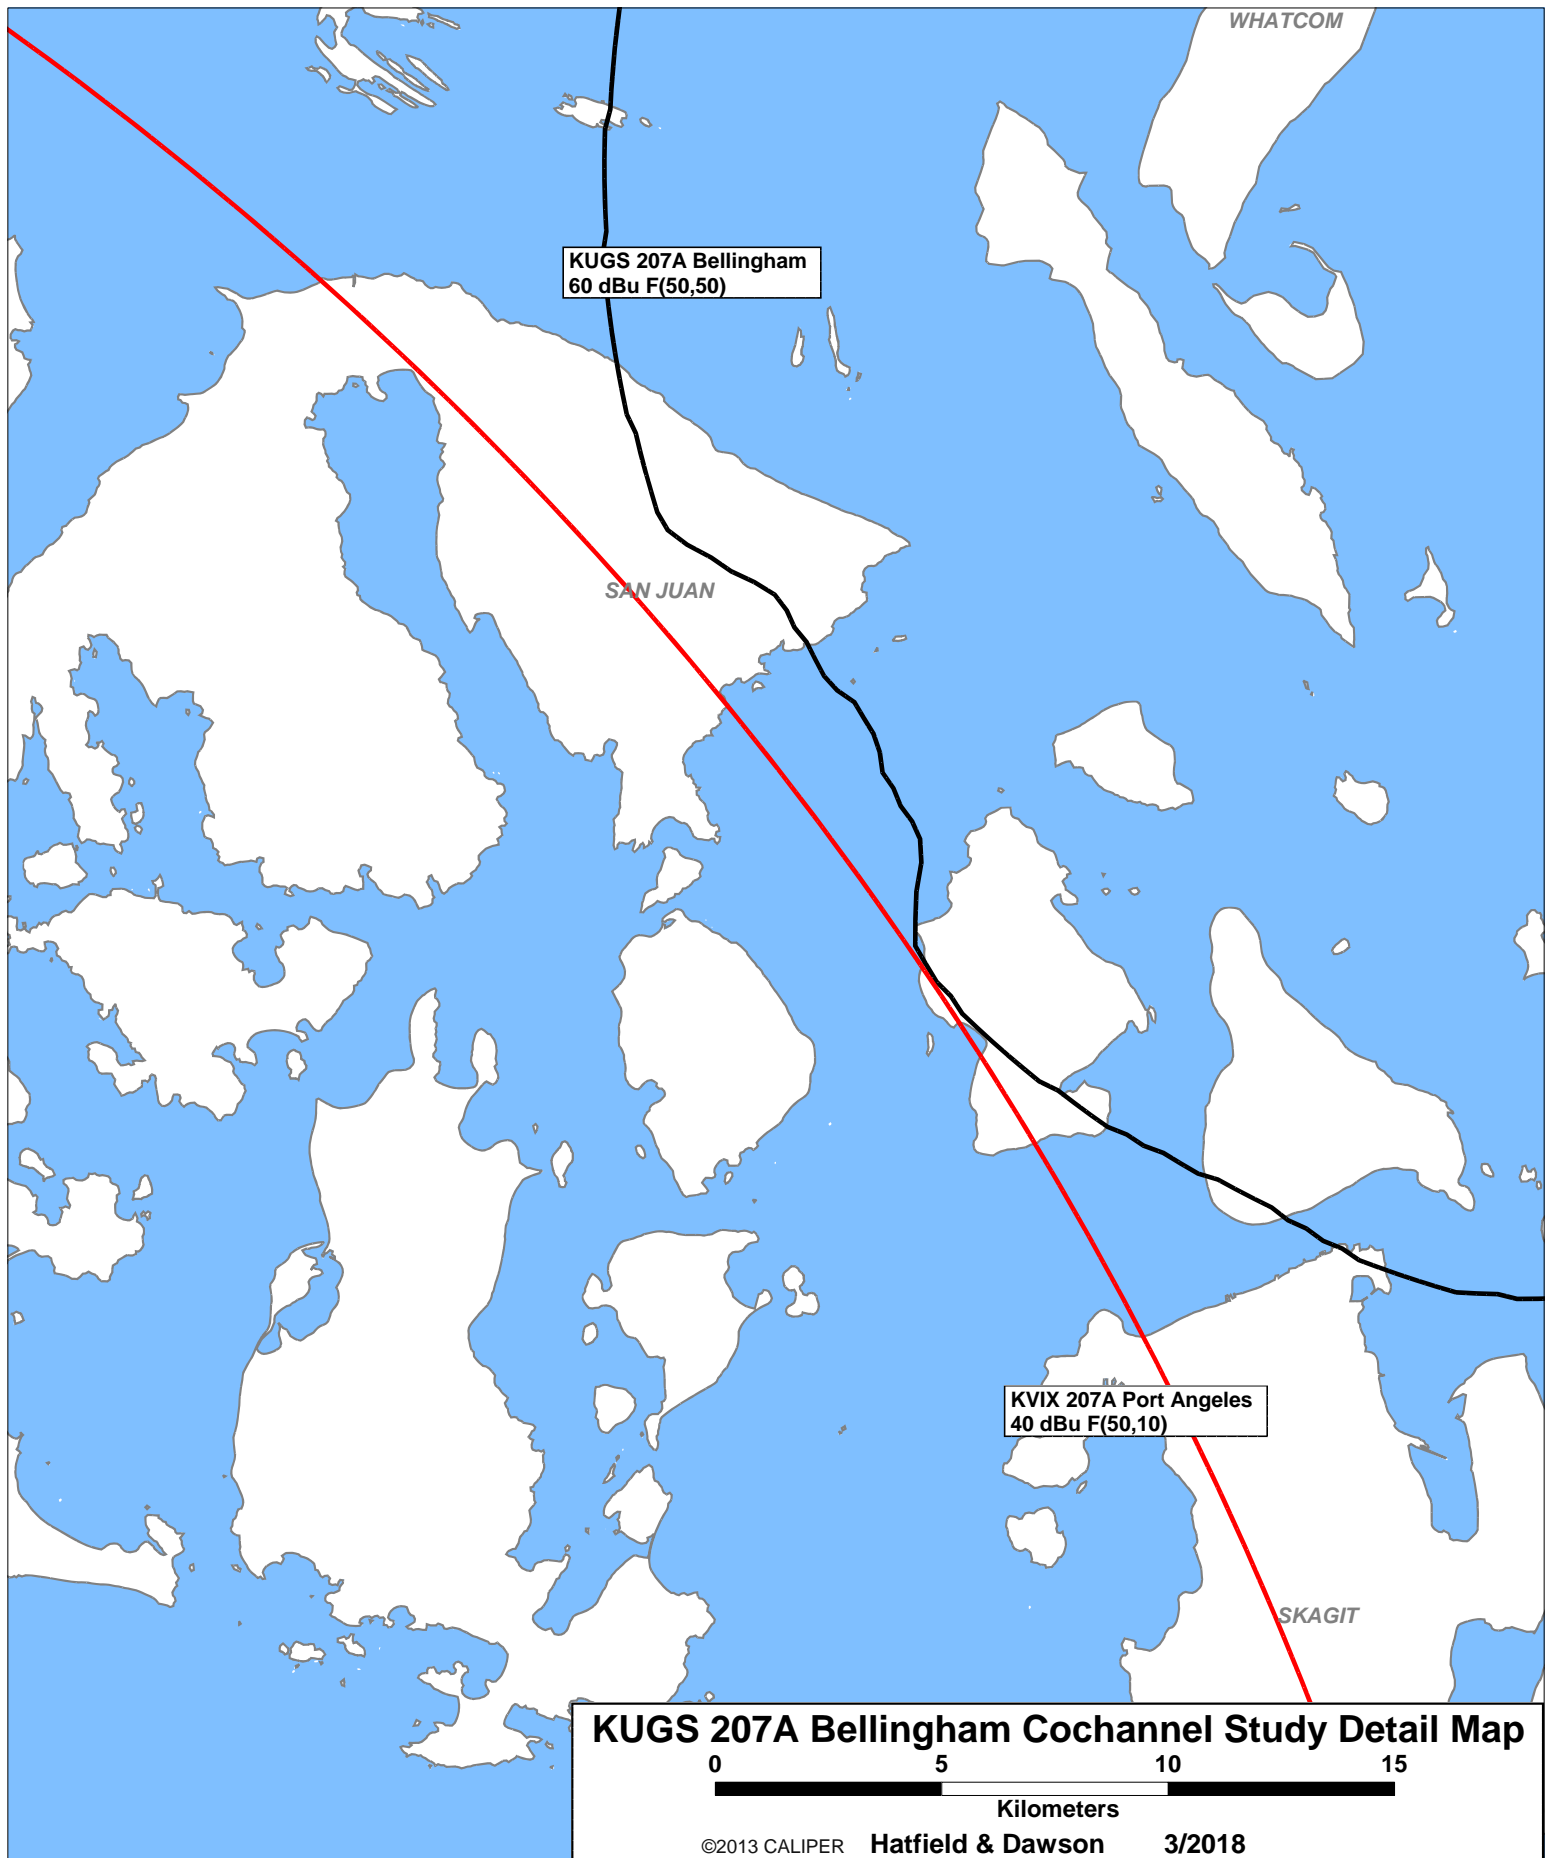 WHATCOM
KUGS 207A Bellingham
60 dBu F(50,50)
SAN JUAN
KVIX 207A Port Angeles
40 dBu F(50,10)
SKAGIT
KUGS 207A Bellingham Cochannel Study Detail Map
0 5 10 15
Kilometers
©2013 CALIPER Hatfield & Dawson 3/2018